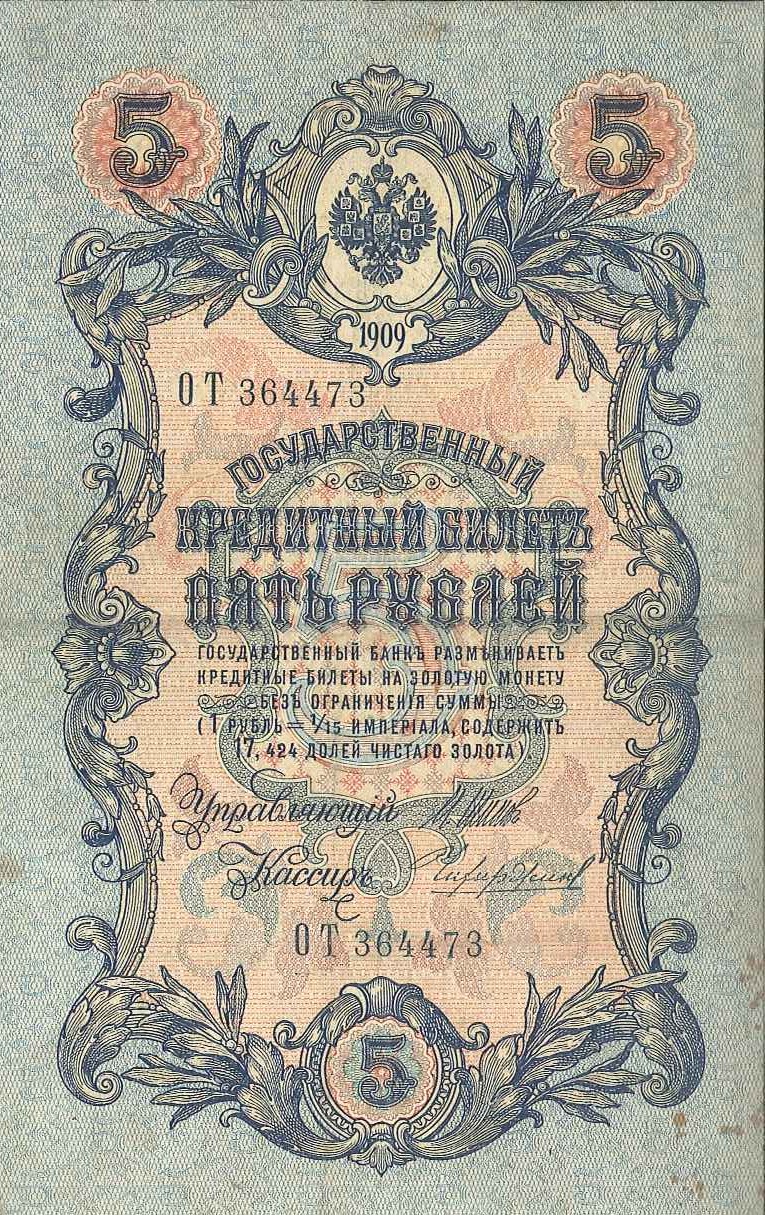 5 5
1909
ОТ 364473
ГОСУДАРСТВЕННЫЙ
КРЕДИТНЫЙ БИЛЕТЪ
ПЯТЬ РУБЛЕЙ
ГОСУДАРСТВЕННЫЙ БАНКЪ РАЗМѢНИВАЕТЪ
КРЕДИТНЫЕ БИЛЕТЫ НА ЗОЛОТУЮ МОНЕТУ
БЕЗЪ ОГРАНИЧЕНІЯ СУММЫ
(1 РУБЛЬ = 1/15 ИМПЕРІАЛА, СОДЕРЖИТЪ
17,424 ДОЛЕЙ ЧИСТАГО ЗОЛОТА)
Управляющій
Кассиръ
ОТ 364473
5